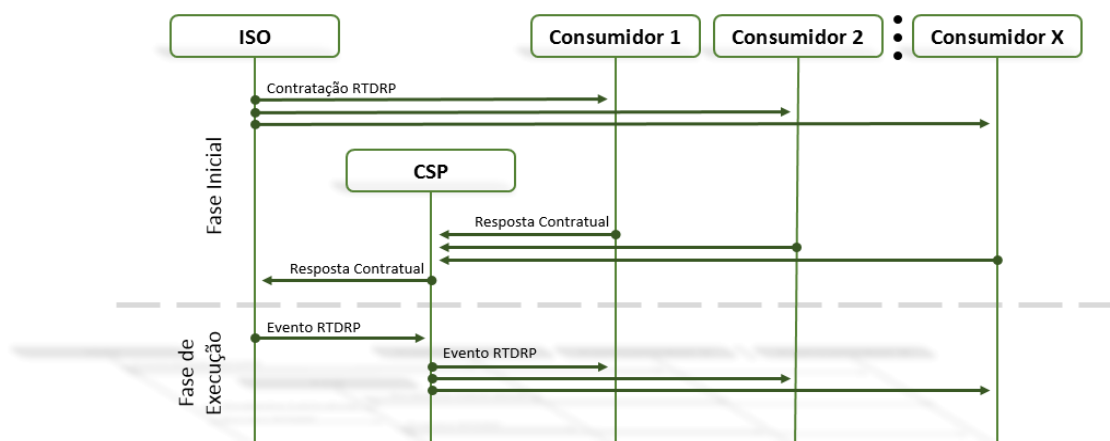 ISO
Consumidor 1
Consumidor 2
Consumidor X
Contratação RTDRP
Fase Inicial
CSP
Resposta Contratual
Resposta Contratual
Evento RTDRP
Evento RTDRP
Fase de
Execução